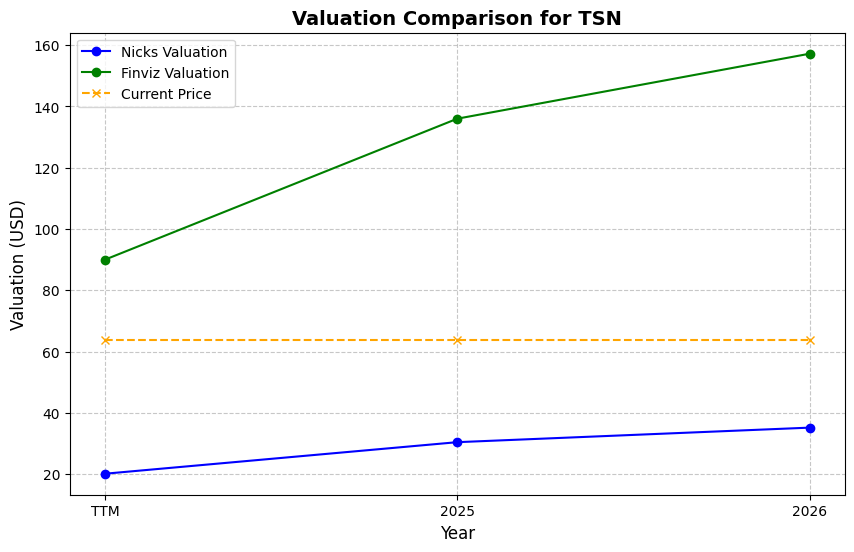 Valuation Comparison for TSN
Nicks Valuation
Finviz Valuation
Current Price
Valuation (USD)
160
140
120
100
80
60
40
20
TTM
2025
2026
Year